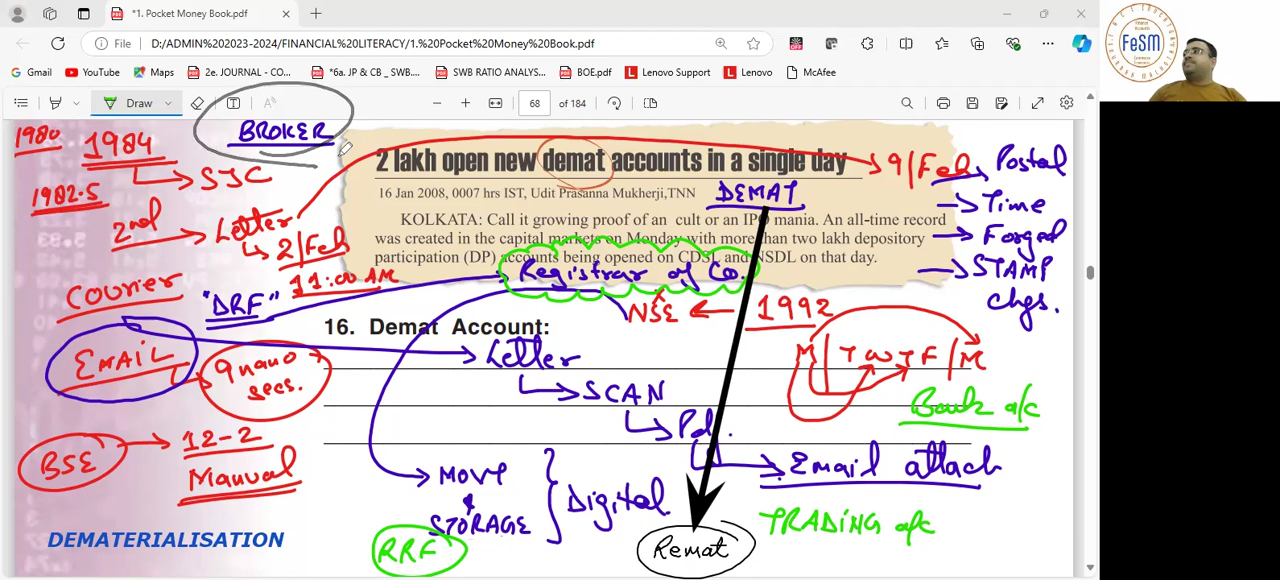 *1. Pocket Money Book.pdf
File
D:/ADMIN%202023-2024/FINANCIAL%20LITERACY/1.%20Pocket%20Money%20Book.pdf
Gmail
YouTube
Maps
2e. JOURNAL - CO...
*6a. JP & CB _ SWB...
SWB RATIO ANALYS...
BOE.pdf
Lenovo Support
Lenovo
McAfee
Draw
68 of 184
FeSM
1980
1984
SJC
1982.5
2nd
Letter
2/Feb
11.00 AM
BROKER
2 lakh open new demat accounts in a single day
16 Jan 2008, 0007 hrs IST, Udit Prasanna Mukherji,TNN
DEMAT
KOLKATA: Call it growing proof of an cult or an IPO mania. An all-time record
was created in the capital markets on Monday with more than two lakh depository
participation (DP) accounts being opened on CDSL and NSDL on that day.
9/Feb
Postal
Time
Forged
STAMP
chgs.
Courier
"DRF"
Registrar of Co.
NSE
1992
16. Demat Account:
EMAIL
9 nano
secs.
Letter
SCAN
M/T W T F/M
Bank a/c
BSE
12-2
Manual
Email attach
MOVE
&
STORAGE
Digital
TRADING a/c
RRF
Remat
DEMATERIALISATION